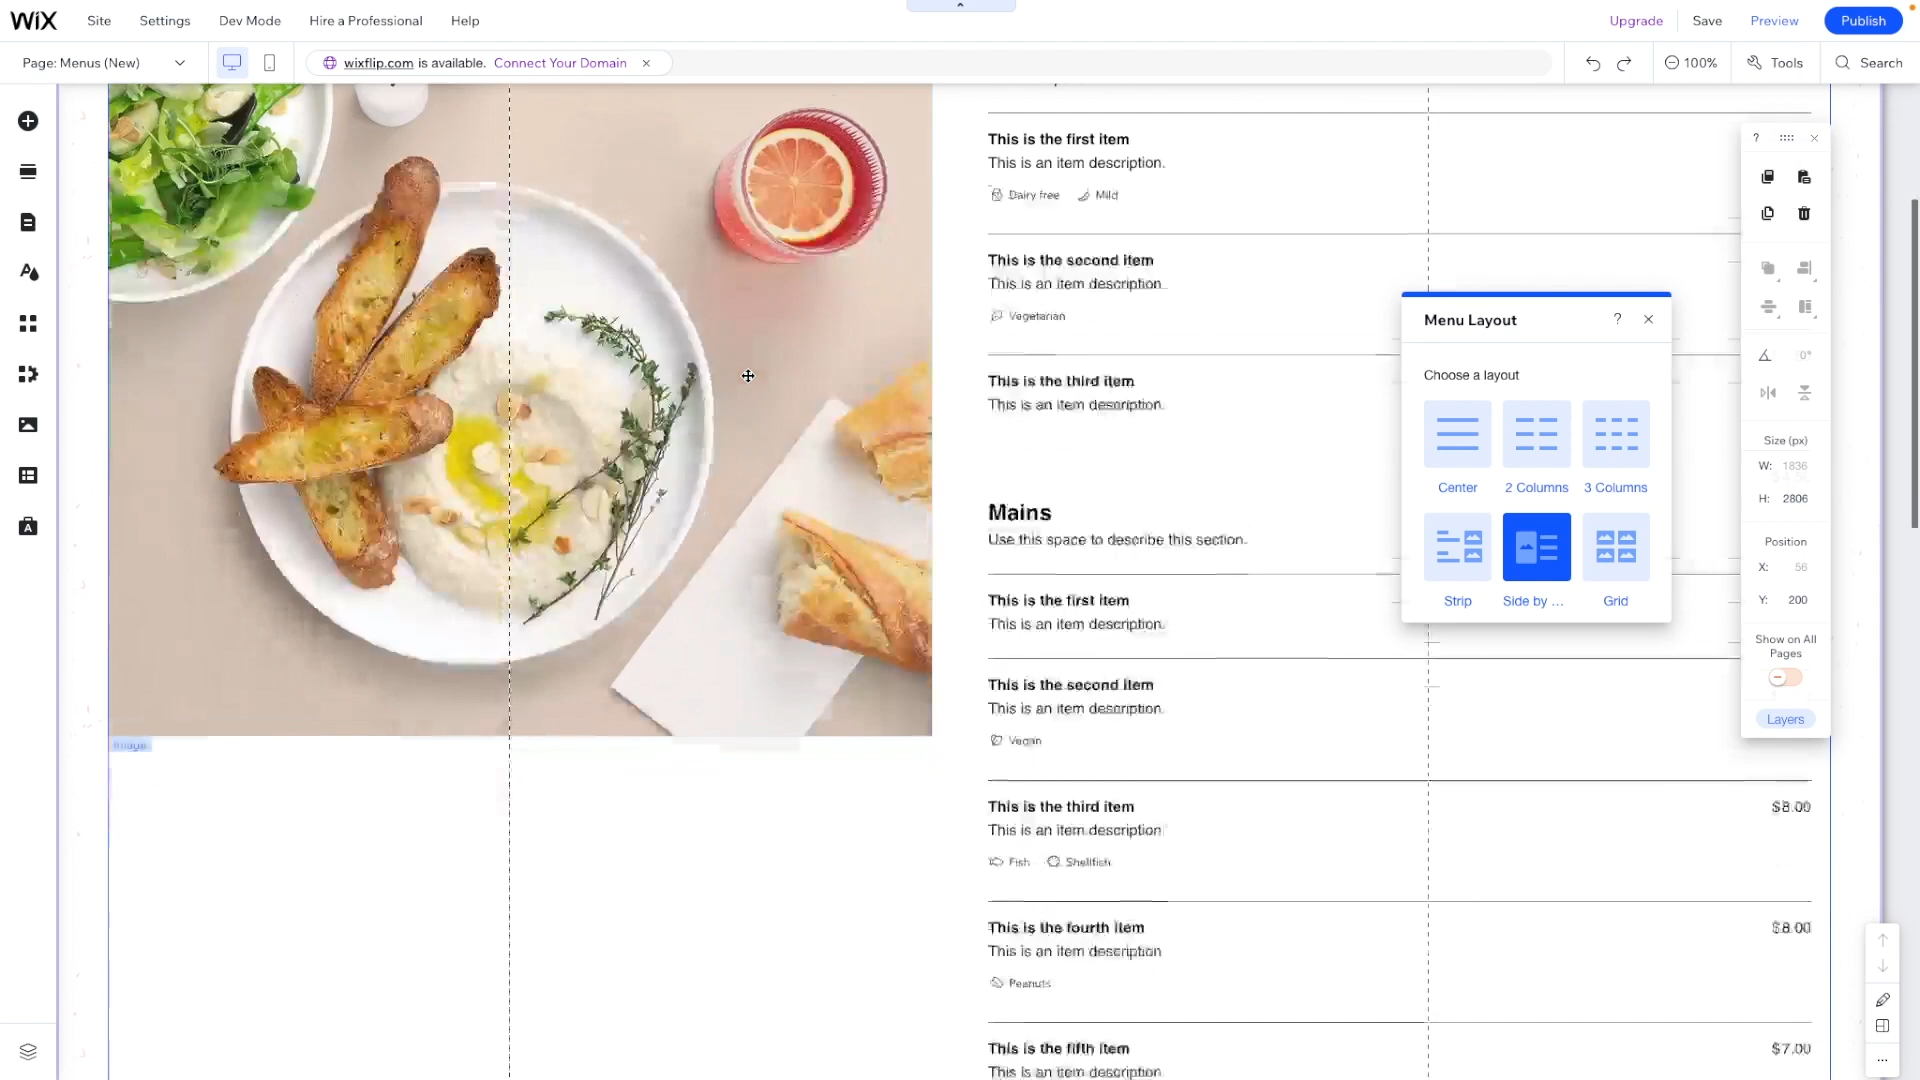 WiX
Site
Settings
Dev Mode
Hire a Professional
Help
Upgrade
Save
Preview
Publish
Page: Menus (New)
wixflip.com is available. Connect Your Domain
100%
Tools
Search
This is the first item
This is an item description.
Dairy free
Mild
This is the second item
This is an item description.
Vegetarian
This is the third item
This is an item description.
Mains
Use this space to describe this section.
This is the first item
This is an item description.
This is the second item
This is an item description.
Vegan
This is the third item
$8.00
This is an item description
Fish
Shellfish
This is the fourth item
$8.00
This is an item description
Peanuts
This is the fifth item
$7.00
This is an item description
Image
Menu Layout
?
Choose a layout
Center
2 Columns
3 Columns
Strip
Side by ...
Grid
?
0°
Size (px)
W: 1836
H: 2806
Position
X: 56
Y: 200
Show on All
Pages
Layers